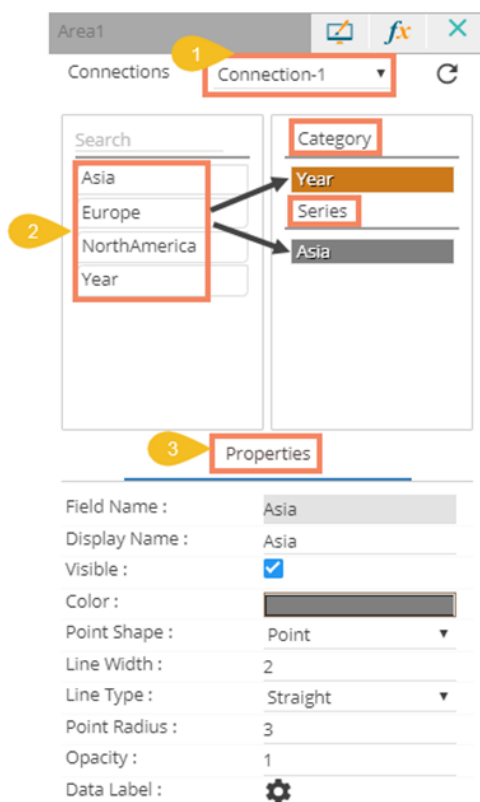 Area1
fx
1
Connections
Connection-1
Search
Category
Asia
Year
Europe
Series
2
NorthAmerica
Asia
Year
3
Properties
Field Name :
Asia
Display Name :
Asia
Visible :
Color :
Point Shape :
Point
Line Width :
2
Line Type :
Straight
Point Radius :
3
Opacity :
1
Data Label :